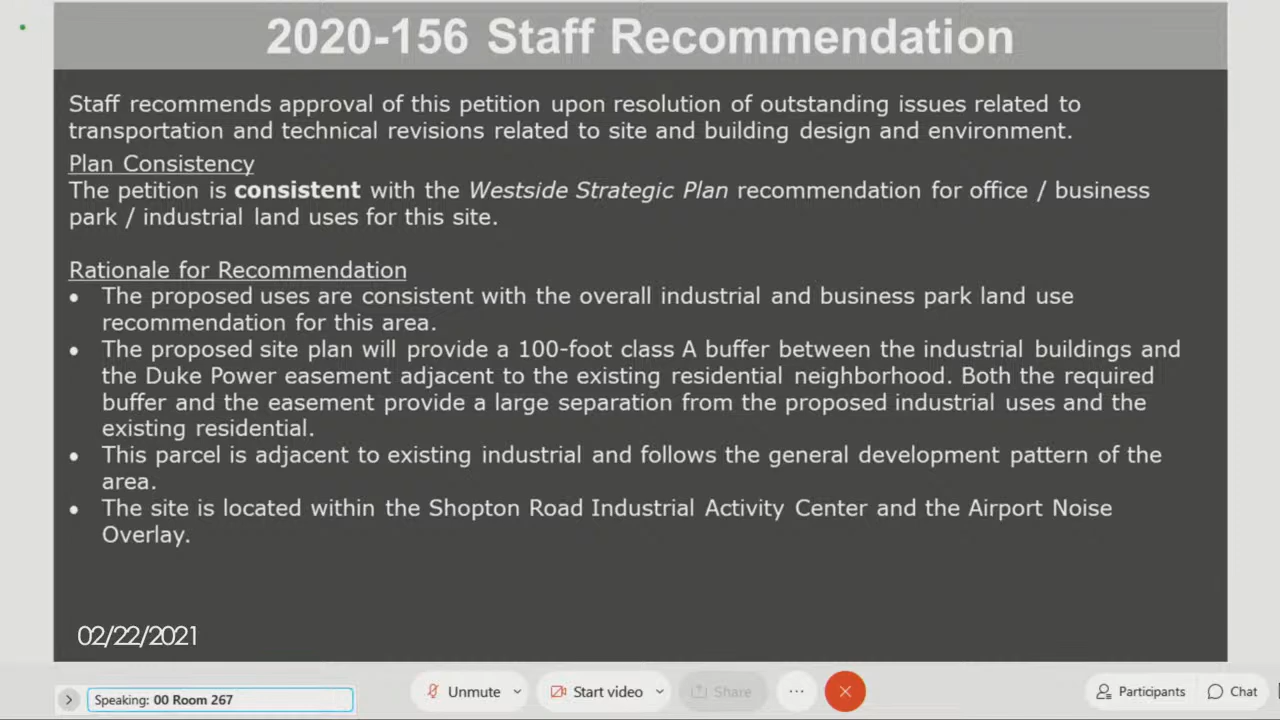 2020-156 Staff Recommendation
Staff recommends approval of this petition upon resolution of outstanding issues related to
transportation and technical revisions related to site and building design and environment.
Plan Consistency
The petition is consistent with the Westside Strategic Plan recommendation for office / business
park / industrial land uses for this site.
Rationale for Recommendation
• The proposed uses are consistent with the overall industrial and business park land use
recommendation for this area.
• The proposed site plan will provide a 100-foot class A buffer between the industrial buildings and
the Duke Power easement adjacent to the existing residential neighborhood. Both the required
buffer and the easement provide a large separation from the proposed industrial uses and the
existing residential.
• This parcel is adjacent to existing industrial and follows the general development pattern of the
area.
• The site is located within the Shopton Road Industrial Activity Center and the Airport Noise
Overlay.
02/22/2021
Speaking: 00 Room 267 Unmute Start video Share Participants Chat